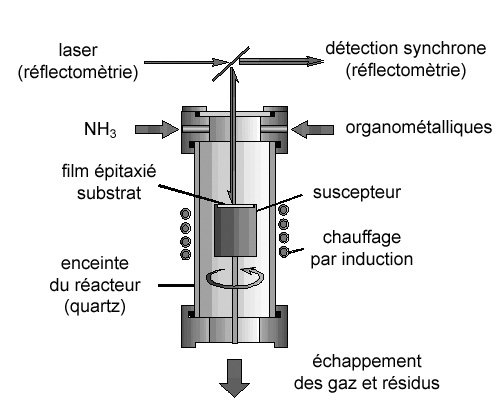 laser
(réflectomètrie)
détection synchrone
(réflectomètrie)
NH₃
organométalliques
film épitaxié
substrat
suscepteur
chauffage
par induction
enceinte
du réacteur
(quartz)
échappement
des gaz et résidus